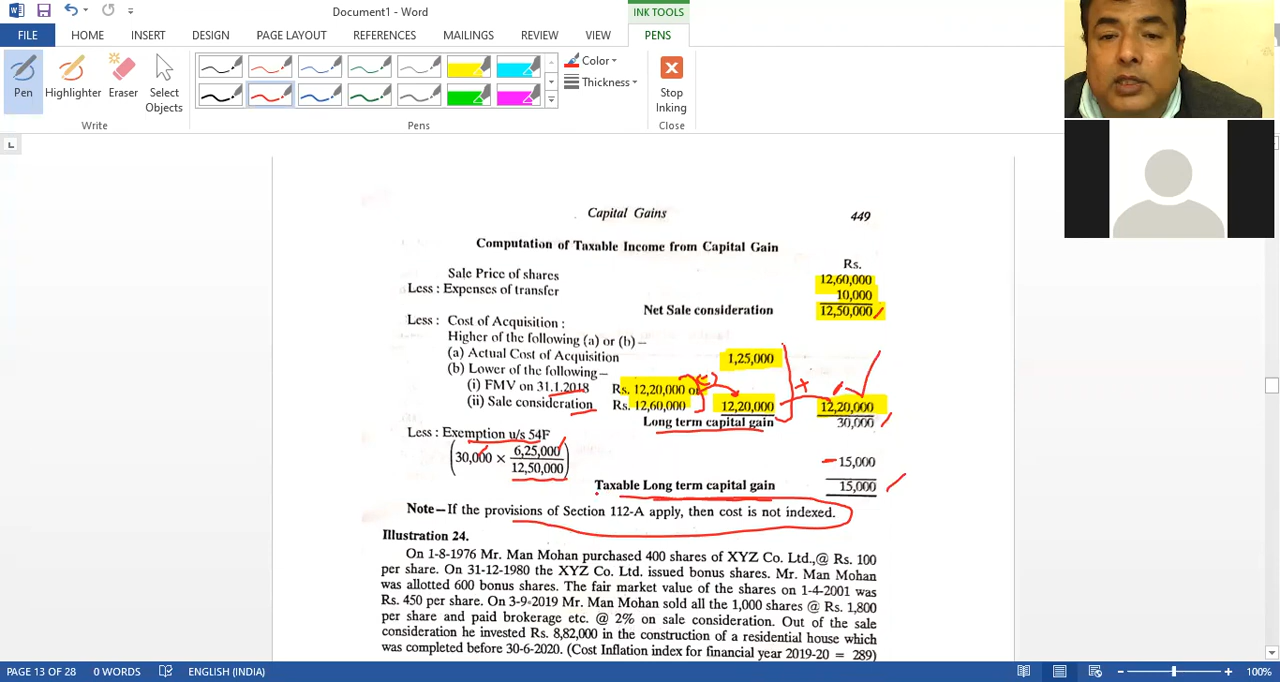 Document1 - Word
INK TOOLS
FILE
HOME
INSERT
DESIGN
PAGE LAYOUT
REFERENCES
MAILINGS
REVIEW
VIEW
PENS
Pen
Highlighter
Eraser
Select Objects
Color
Thickness
Stop Inking
Write
Pens
Close
Capital Gains 449
Computation of Taxable Income from Capital Gain
Rs.
Sale Price of shares 12,60,000
Less : Expenses of transfer 10,000
Net Sale consideration 12,50,000
Less : Cost of Acquisition :
Higher of the following (a) or (b) –
(a) Actual Cost of Acquisition 1,25,000
(b) Lower of the following–
(i) FMV on 31.1.2018 Rs. 12,20,000 or
(ii) Sale consideration Rs. 12,60,000 12,20,000 12,20,000
Long term capital gain 30,000
Less : Exemption u/s 54F
(30,000 × 6,25,000 / 12,50,000) 15,000
Taxable Long term capital gain 15,000
Note–If the provisions of Section 112-A apply, then cost is not indexed.
Illustration 24.
On 1-8-1976 Mr. Man Mohan purchased 400 shares of XYZ Co. Ltd.,@ Rs. 100
per share. On 31-12-1980 the XYZ Co. Ltd. issued bonus shares. Mr. Man Mohan
was allotted 600 bonus shares. The fair market value of the shares on 1-4-2001 was
Rs. 450 per share. On 3-9-2019 Mr. Man Mohan sold all the 1,000 shares @ Rs. 1,800
per share and paid brokerage etc. @ 2% on sale consideration. Out of the sale
consideration he invested Rs. 8,82,000 in the construction of a residential house which
was completed before 30-6-2020. (Cost Inflation index for financial year 2019-20 = 289)
PAGE 13 OF 28
0 WORDS
ENGLISH (INDIA)
100%